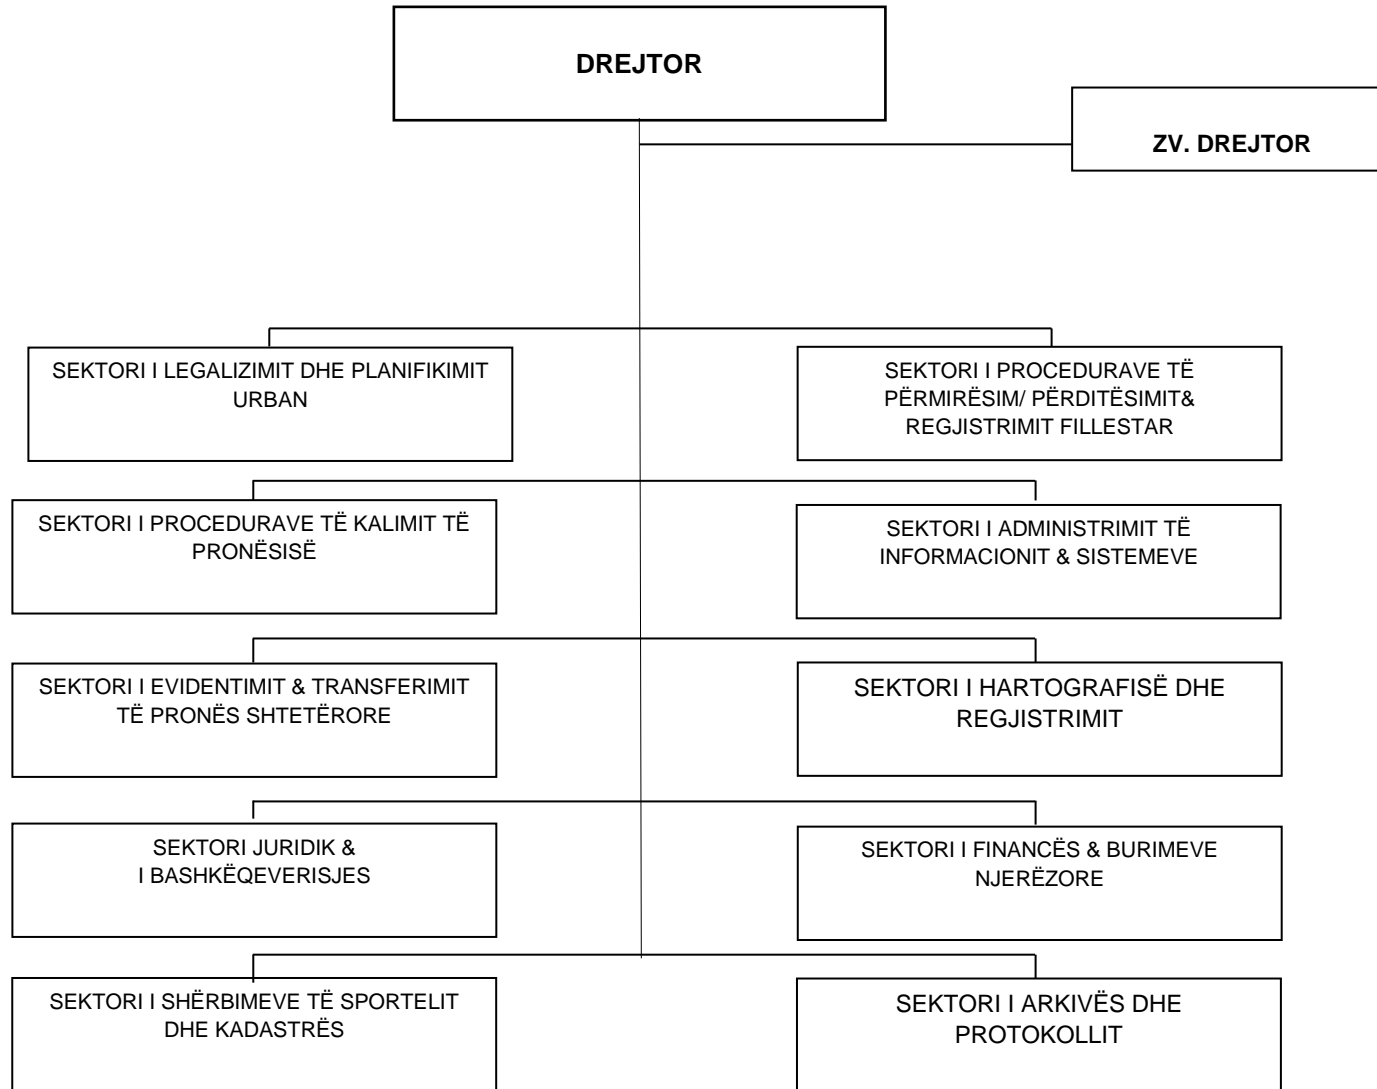 DREJTOR
ZV. DREJTOR
SEKTORI I LEGALIZIMIT DHE PLANIFIKIMIT
URBAN
SEKTORI I PROCEDURAVE TË
PËRMIRËSIM/ PËRDITËSIMIT&
REGJISTRIMIT FILLESTAR
SEKTORI I PROCEDURAVE TË KALIMIT TË
PRONËSISË
SEKTORI I ADMINISTRIMIT TË
INFORMACIONIT & SISTEMEVE
SEKTORI I EVIDENTIMIT & TRANSFERIMIT
TË PRONËS SHTETËRORE
SEKTORI I HARTOGRAFISË DHE
REGJISTRIMIT
SEKTORI JURIDIK &
I BASHKËQEVERISJES
SEKTORI I FINANCËS & BURIMEVE
NJERËZORE
SEKTORI I SHËRBIMEVE TË SPORTELIT
DHE KADASTRËS
SEKTORI I ARKIVËS DHE
PROTOKOLLIT